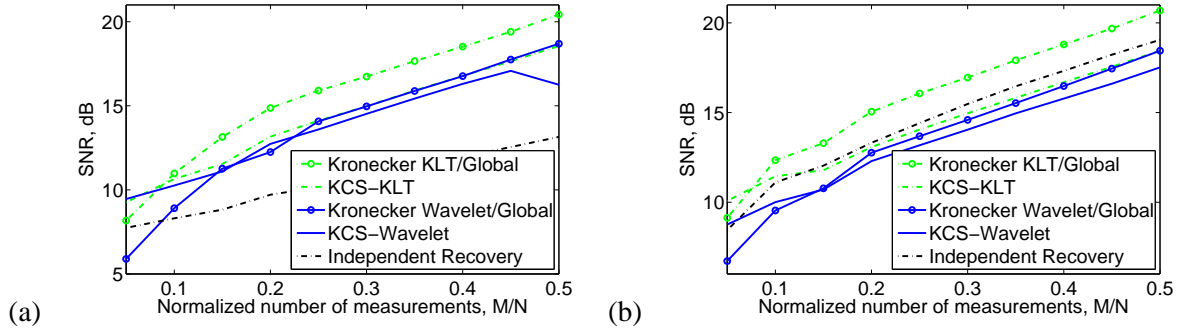 20
15
10
5
SNR, dB
Kronecker KLT/Global
KCS−KLT
Kronecker Wavelet/Global
KCS−Wavelet
Independent Recovery
0.1 0.2 0.3 0.4 0.5
Normalized number of measurements, M/N
(a)
20
15
10
SNR, dB
Kronecker KLT/Global
KCS−KLT
Kronecker Wavelet/Global
KCS−Wavelet
Independent Recovery
0.1 0.2 0.3 0.4 0.5
Normalized number of measurements, M/N
(b)